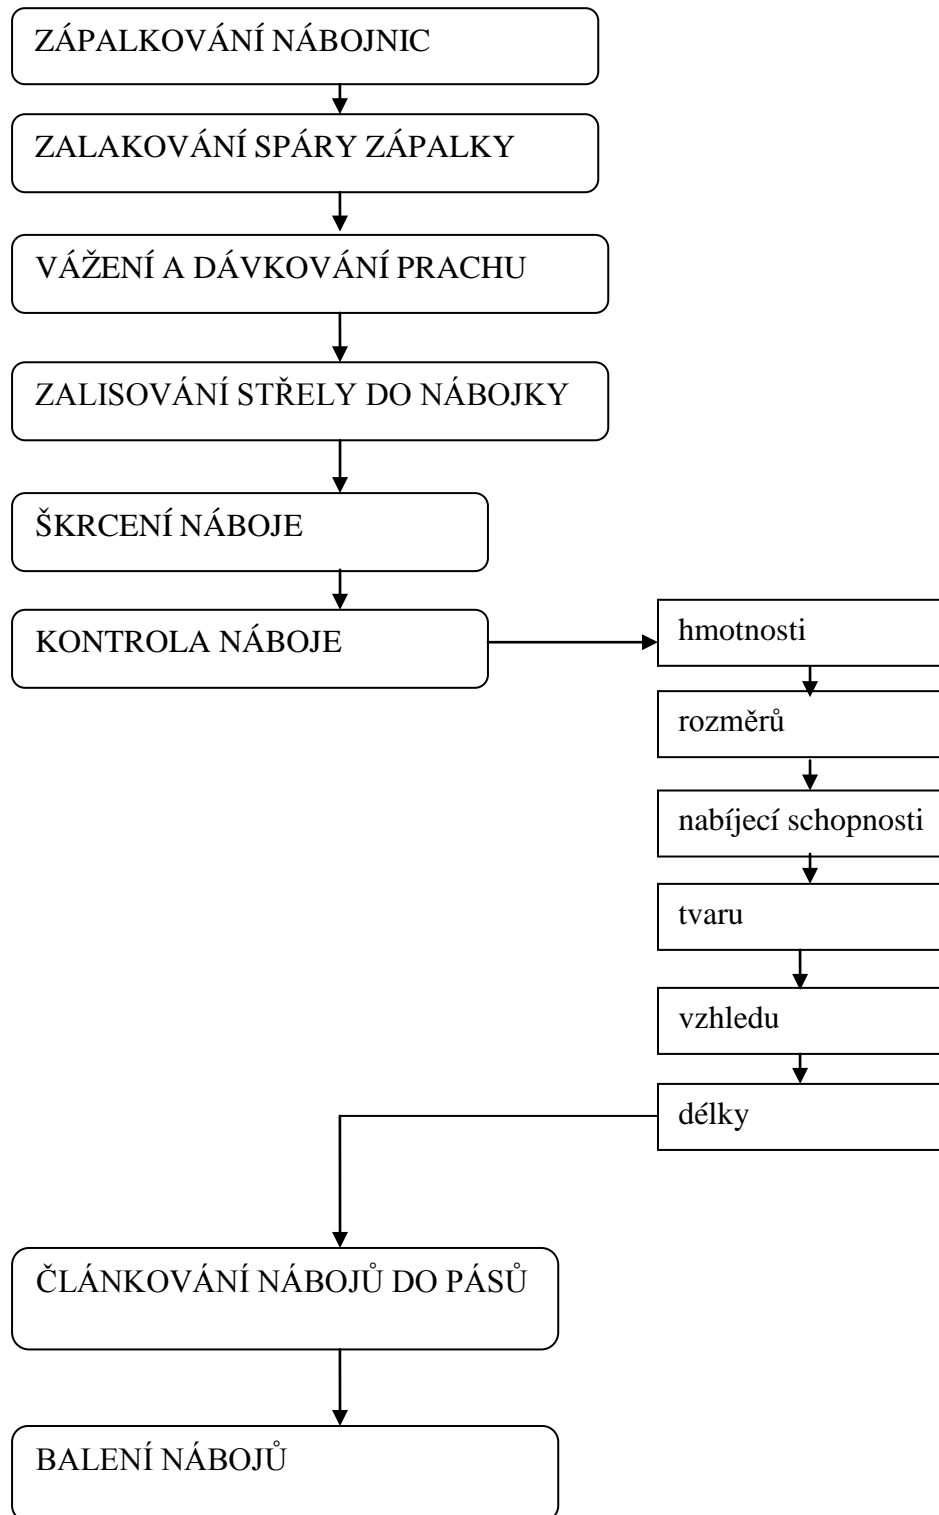 ZÁPALKOVÁNÍ NÁBOJNIC
ZALAKOVÁNÍ SPÁRY ZÁPALKY
VÁŽENÍ A DÁVKOVÁNÍ PRACHU
ZALISOVÁNÍ STŘELY DO NÁBOJKY
ŠKRCENÍ NÁBOJE
KONTROLA NÁBOJE
hmotnosti
rozměrů
nabíjecí schopnosti
tvaru
vzhledu
délky
ČLÁNKOVÁNÍ NÁBOJŮ DO PÁSŮ
BALENÍ NÁBOJŮ